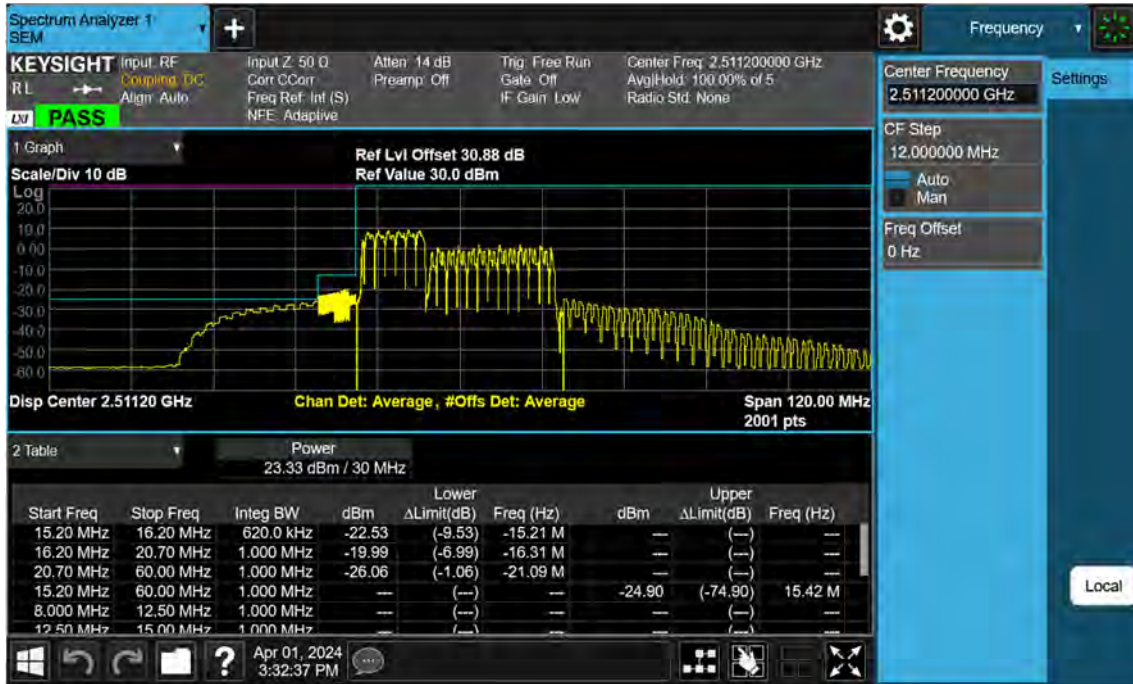 Spectrum Analyzer 1
SEM
+
Frequency
KEYSIGHT
RL
LXI PASS
Input: RF
Coupling: DC
Align: Auto
Input Z: 50 Ω
Corr CCorr
Freq Ref: Int (S)
NFE: Adaptive
Atten: 14 dB
Preamp: Off
Trig: Free Run
Gate: Off
IF Gain: Low
Center Freq: 2.511200000 GHz
Avg|Hold: 100.00% of 5
Radio Std: None
Center Frequency
2.511200000 GHz
Settings
CF Step
12.000000 MHz
Auto
Man
Freq Offset
0 Hz
Local
1 Graph
Scale/Div 10 dB
Ref Lvl Offset 30.88 dB
Ref Value 30.0 dBm
Log
20.0
10.0
0.00
-10.0
-20.0
-30.0
-40.0
-50.0
-60.0
Disp Center 2.51120 GHz
Chan Det: Average, #Offs Det: Average
Span 120.00 MHz
2001 pts
2 Table
Power
23.33 dBm / 30 MHz
Lower Upper
Start Freq Stop Freq Integ BW dBm ΔLimit(dB) Freq (Hz) dBm ΔLimit(dB) Freq (Hz)
15.20 MHz 16.20 MHz 620.0 kHz -22.53 (-9.53) -15.21 M --- (---) ---
16.20 MHz 20.70 MHz 1.000 MHz -19.99 (-6.99) -16.31 M --- (---) ---
20.70 MHz 60.00 MHz 1.000 MHz -26.06 (-1.06) -21.09 M --- (---) ---
15.20 MHz 60.00 MHz 1.000 MHz --- (---) --- -24.90 (-74.90) 15.42 M
8.000 MHz 12.50 MHz 1.000 MHz --- (---) --- --- (---) ---
12.50 MHz 15.00 MHz 1.000 MHz --- (---) --- --- (---) ---
?
Apr 01, 2024
3:32:37 PM